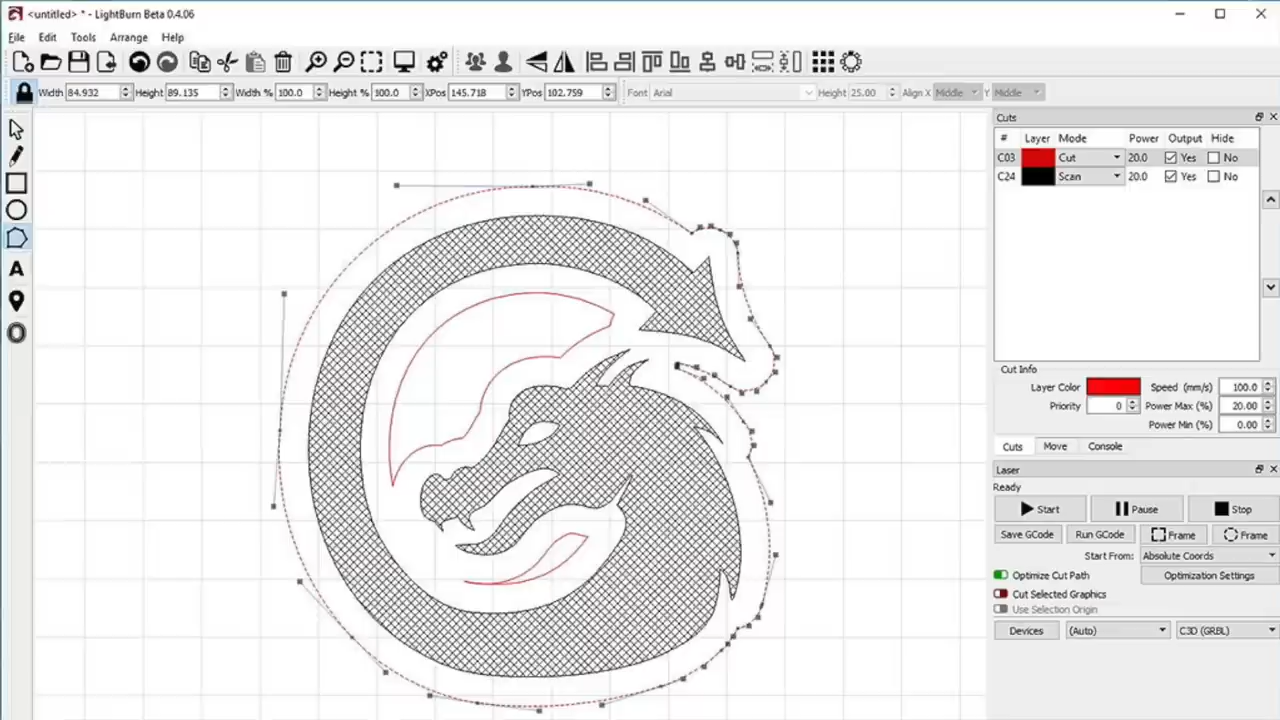 <untitled> * - LightBurn Beta 0.4.06
File Edit Tools Arrange Help
Width 84.932 Height 89.135 Width % 100.0 Height % 100.0 XPos 145.718 YPos 102.759 Font Arial Height 25.00 Align X Middle Y Middle
A
Cuts
# Layer Mode Power Output Hide
C03 Cut 20.0 Yes No
C24 Scan 20.0 Yes No
Cut Info
Layer Color Speed (mm/s) 100.0
Priority 0 Power Max (%) 20.00
Power Min (%) 0.00
Cuts Move Console
Laser
Ready
Start Pause Stop
Save GCode Run GCode Frame Frame
Start From: Absolute Coords
Optimize Cut Path Optimization Settings
Cut Selected Graphics
Use Selection Origin
Devices (Auto) C3D (GRBL)